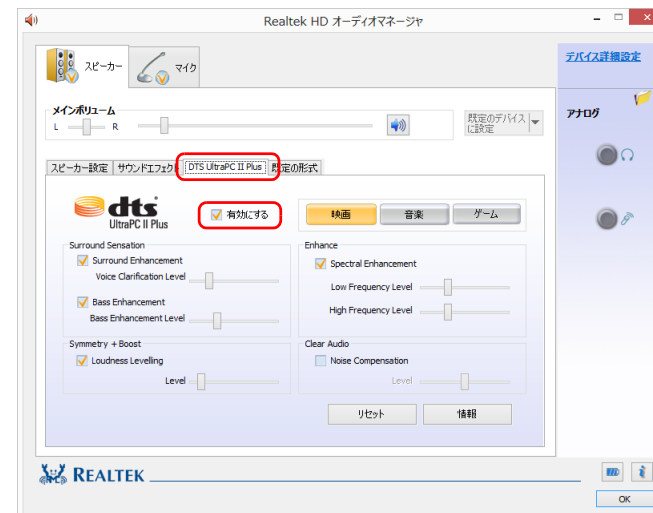 Realtek HD オーディオマネージャ
スピーカー
マイク
デバイス詳細設定
メインボリューム
L R
既定のデバイスに設定
アナログ
スピーカー設定 サウンドエフェクト DTS UltraPC II Plus 既定の形式
dts
UltraPC II Plus
有効にする
映画 音楽 ゲーム
Surround Sensation
Surround Enhancement
Voice Clarification Level
Bass Enhancement
Bass Enhancement Level
Enhance
Spectral Enhancement
Low Frequency Level
High Frequency Level
Symmetry + Boost
Loudness Levelling
Level
Clear Audio
Noise Compensation
Level
リセット 情報
REALTEK
OK